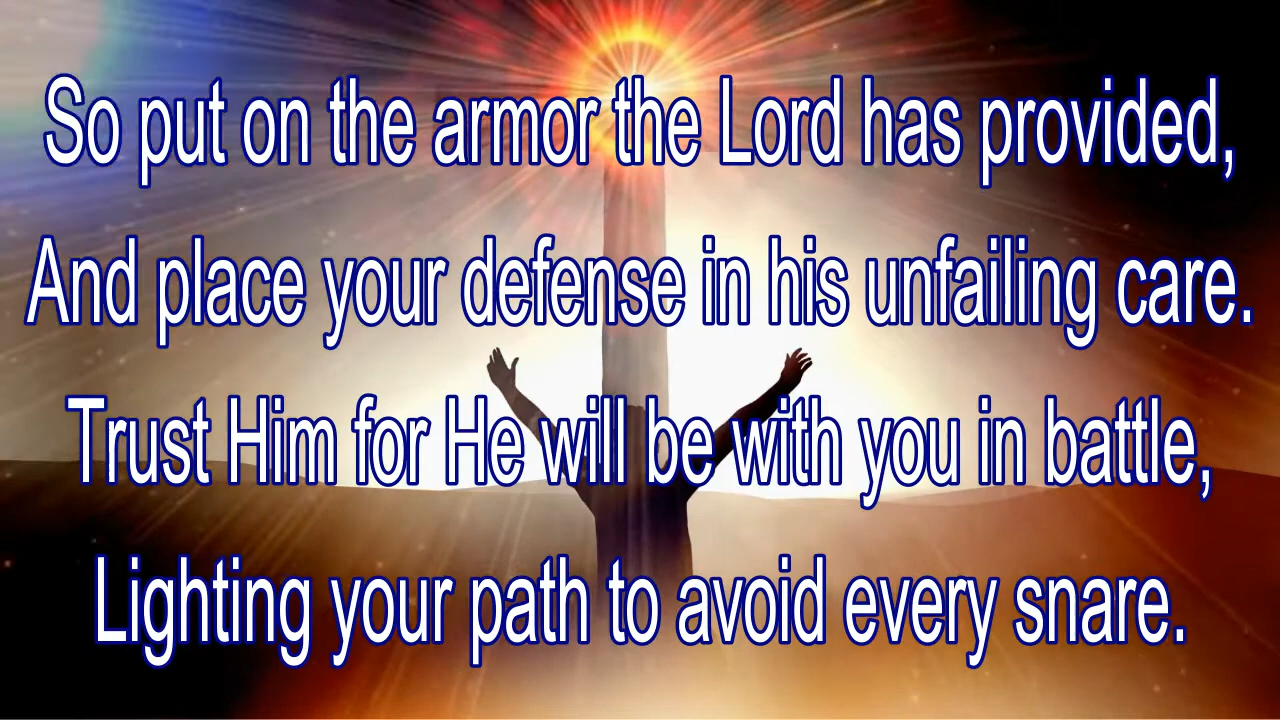 So put on the armor the Lord has provided,
And place your defense in his unfailing care.
Trust Him for He will be with you in battle,
Lighting your path to avoid every snare.